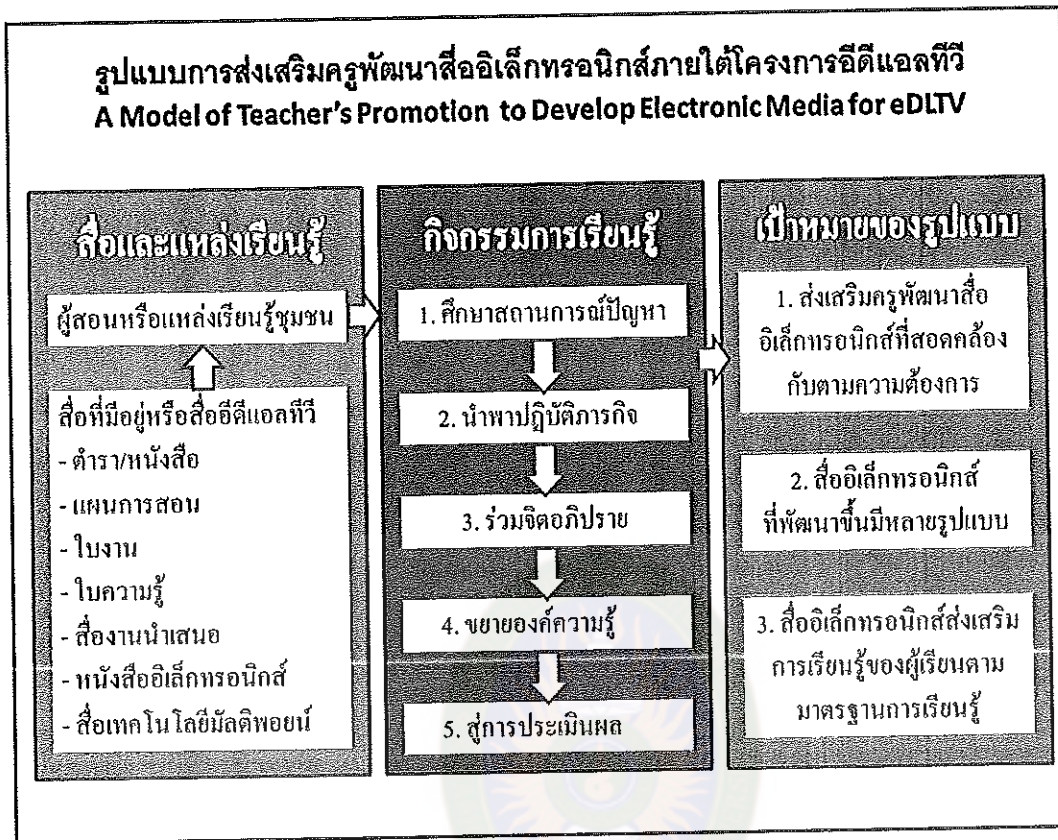 รูปแบบการส่งเสริมครูพัฒนาสื่ออิเล็กทรอนิกส์ภายใต้โครงการอีดีแอลทีวี
A Model of Teacher's Promotion to Develop Electronic Media for eDLTV
สื่อและแหล่งเรียนรู้
ผู้สอนหรือแหล่งเรียนรู้ชุมชน
สื่อที่มีอยู่หรือสื่ออีดีแอลทีวี
- ตำรา/หนังสือ
- แผนการสอน
- ใบงาน
- ใบความรู้
- สื่องานนำเสนอ
- หนังสืออิเล็กทรอนิกส์
- สื่อเทคโนโลยีมัลติพอยน์
กิจกรรมการเรียนรู้
1. ศึกษาสถานการณ์ปัญหา
2. นำพาปฏิบัติภารกิจ
3. ร่วมจิตอภิปราย
4. ขยายองค์ความรู้
5. สู่การประเมินผล
เป้าหมายของรูปแบบ
1. ส่งเสริมครูพัฒนาสื่อ
อิเล็กทรอนิกส์ที่สอดคล้อง
กับตามความต้องการ
2. สื่ออิเล็กทรอนิกส์
ที่พัฒนาขึ้นมีหลายรูปแบบ
3. สื่ออิเล็กทรอนิกส์ส่งเสริม
การเรียนรู้ของผู้เรียนตาม
มาตรฐานการเรียนรู้